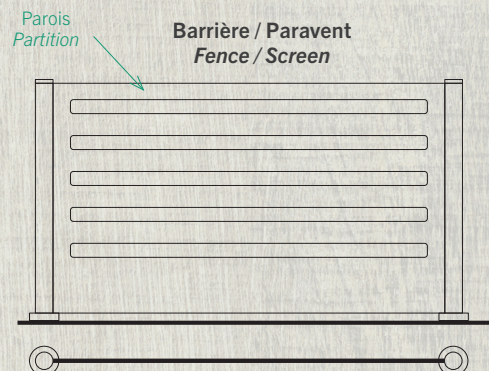 Parois
Partition
Barrière / Paravent
Fence / Screen